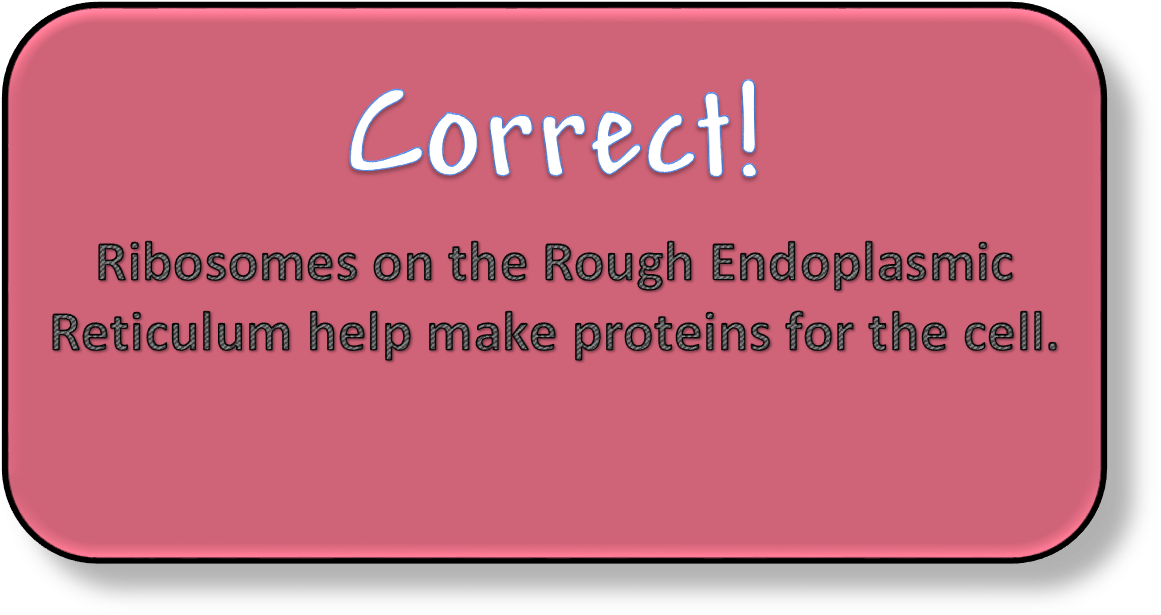 Correct!
Ribosomes on the Rough Endoplasmic
Reticulum help make proteins for the cell.